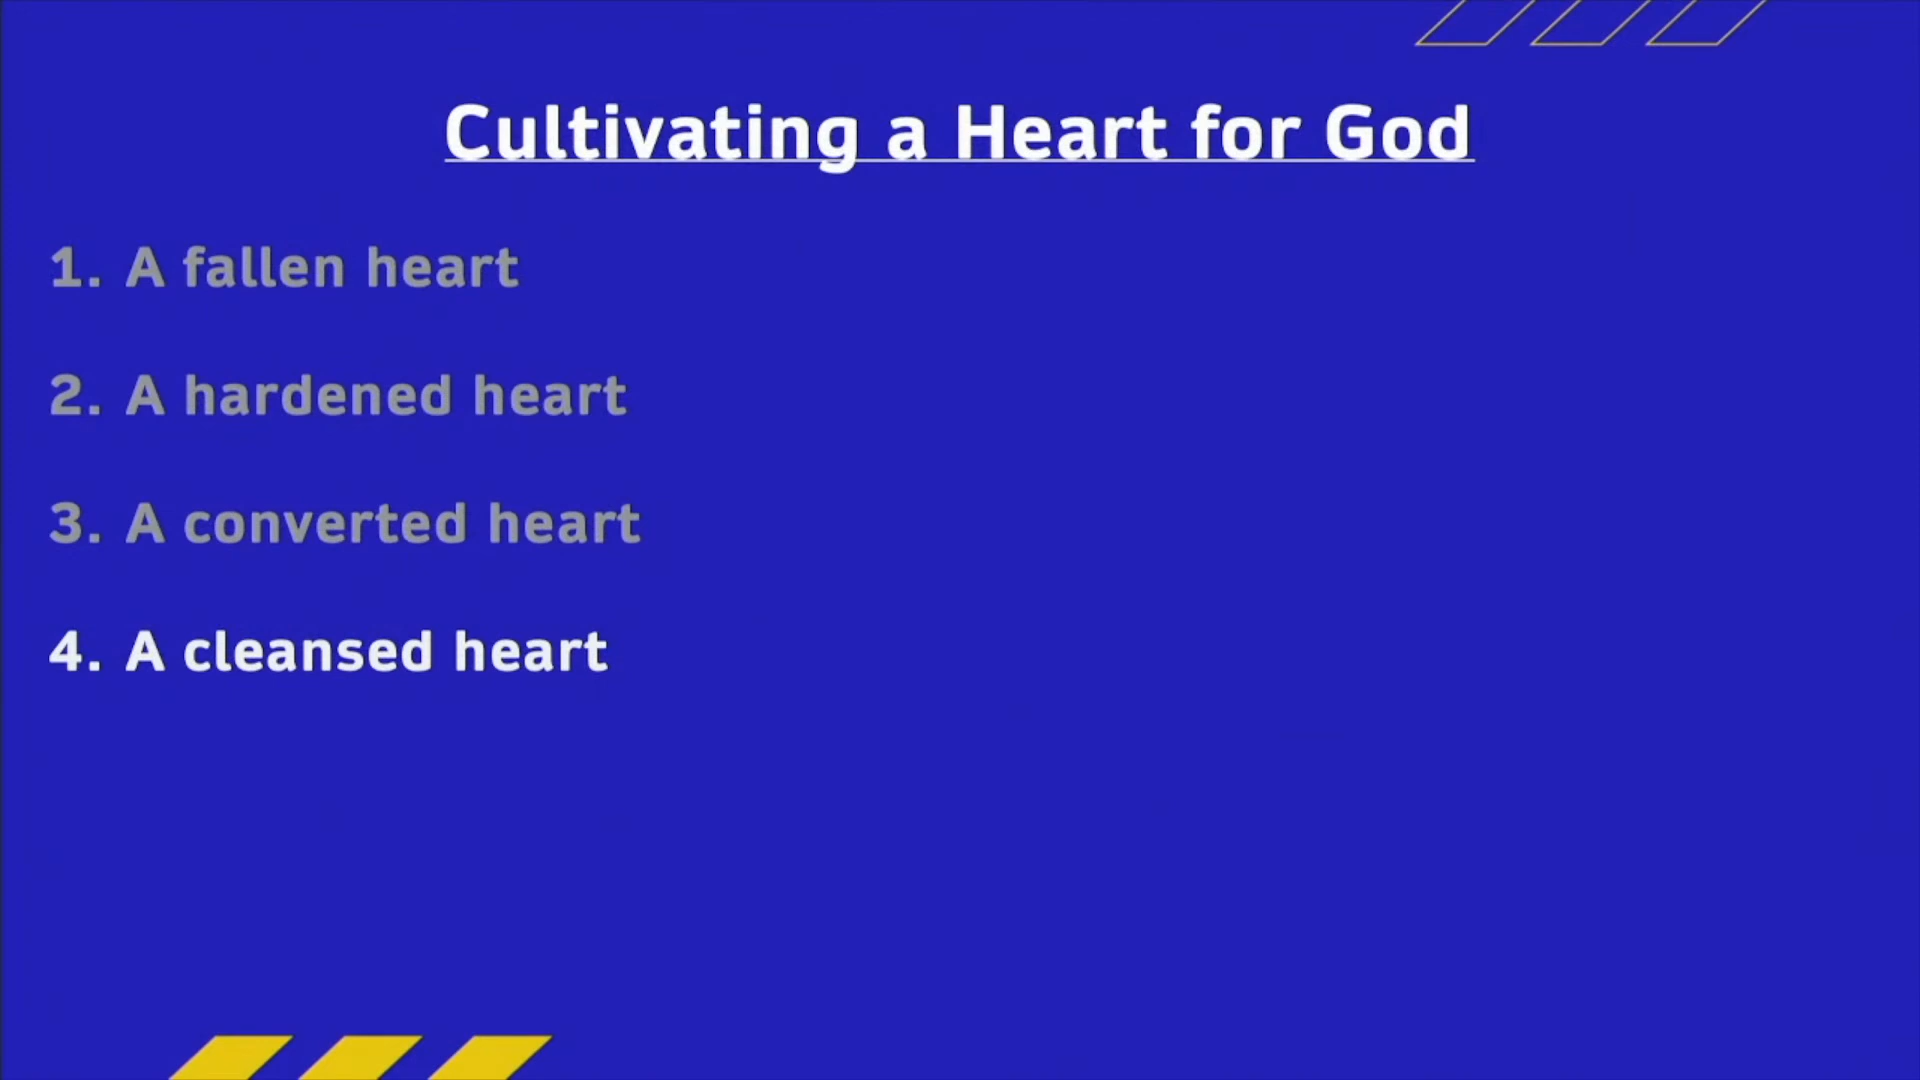 Cultivating a Heart for God
1. A fallen heart
2. A hardened heart
3. A converted heart
4. A cleansed heart